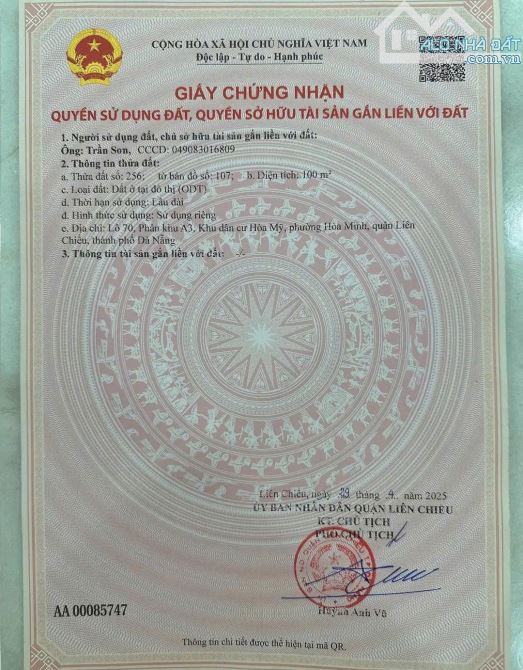 ALO NHÀ ĐẤT
.com.vn
CỘNG HÒA XÃ HỘI CHỦ NGHĨA VIỆT NAM
Độc lập - Tự do - Hạnh phúc
GIẤY CHỨNG NHẬN
QUYỀN SỬ DỤNG ĐẤT, QUYỀN SỞ HỮU TÀI SẢN GẮN LIỀN VỚI ĐẤT
1. Người sử dụng đất, chủ sở hữu tài sản gắn liền với đất:
Ông: Trần Sơn, CCCD: 049083016809
2. Thông tin thửa đất:
a. Thửa đất số: 256; tờ bản đồ số: 107; b. Diện tích: 100 m²
c. Loại đất: Đất ở tại đô thị (ODT)
d. Thời hạn sử dụng: Lâu dài
đ. Hình thức sử dụng: Sử dụng riêng
e. Địa chỉ: Lô 70, Phân khu A3, Khu dân cư Hòa Mỹ, phường Hòa Minh, quận Liên
Chiểu, thành phố Đà Nẵng
3. Thông tin tài sản gắn liền với đất: -/-
Liên Chiểu, ngày 29 tháng 4 năm 2025
ỦY BAN NHÂN DÂN QUẬN LIÊN CHIỂU
KT. CHỦ TỊCH
PHÓ CHỦ TỊCH
Huỳnh Anh Vũ
AA 00085747
Thông tin chi tiết được thể hiện tại mã QR.